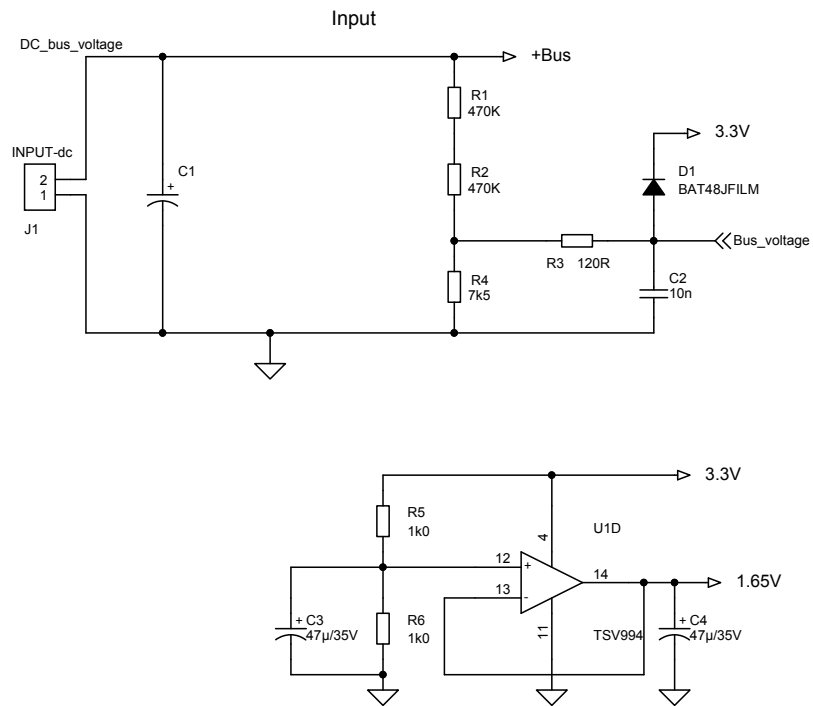 Input
DC_bus_voltage
+Bus
R1
470K
3.3V
INPUT-dc
C1
+
R2
470K
D1
BAT48JFILM
2
1
J1
Bus_voltage
R3 120R
R4
7k5
C2
10n
3.3V
R5
1k0
4
U1D
12
+
14
1.65V
13
-
+
C3
47µ/35V
R6
1k0
11
TSV994
+
C4
47µ/35V